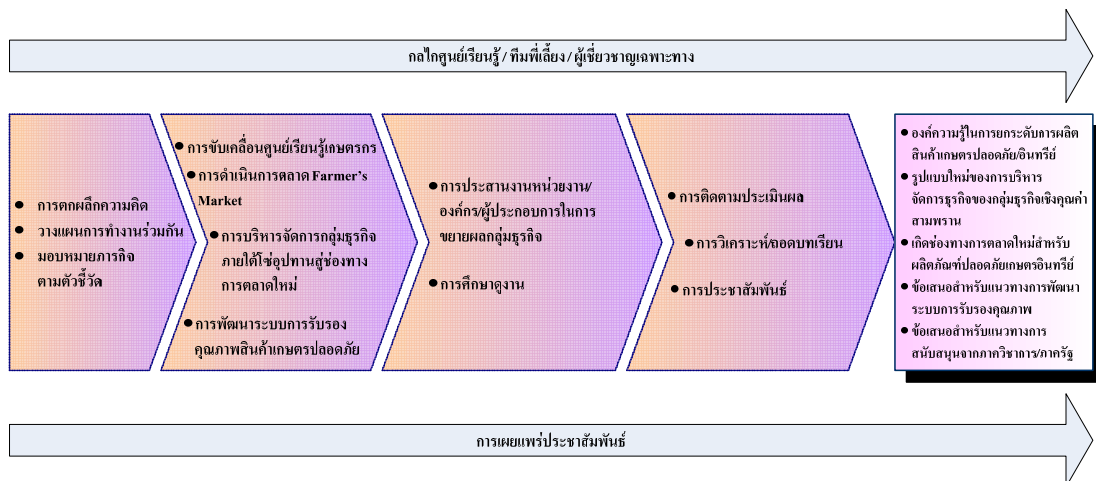 กลไกศูนย์เรียนรู้ / ทีมพี่เลี้ยง / ผู้เชี่ยวชาญเฉพาะทาง
● การตกผลึกความคิด
● วางแผนการทำงานร่วมกัน
● มอบหมายภารกิจ
ตามตัวชี้วัด
● การขับเคลื่อนศูนย์เรียนรู้เกษตรกร
● การดำเนินการตลาด Farmer's
Market
● การบริหารจัดการกลุ่มธุรกิจ
ภายใต้โซ่อุปทานสู่ช่องทาง
การตลาดใหม่
● การพัฒนาระบบการรับรอง
คุณภาพสินค้าเกษตรปลอดภัย
● การประสานงานหน่วยงาน/
องค์กร/ผู้ประกอบการในการ
ขยายผลกลุ่มธุรกิจ
● การศึกษาดูงาน
● การติดตามประเมินผล
● การวิเคราะห์/ถอดบทเรียน
● การประชาสัมพันธ์
● องค์ความรู้ในการยกระดับการผลิต
สินค้าเกษตรปลอดภัย/อินทรีย์
● รูปแบบใหม่ของการบริหาร
จัดการธุรกิจของกลุ่มธุรกิจเชิงคุณค่า
สามพราน
● เกิดช่องทางการตลาดใหม่สำหรับ
ผลิตภัณฑ์ปลอดภัยเกษตรอินทรีย์
● ข้อเสนอสำหรับแนวทางการพัฒนา
ระบบการรับรองคุณภาพ
● ข้อเสนอสำหรับแนวทางการ
สนับสนุนจากภาควิชาการ/ภาครัฐ
การเผยแพร่ประชาสัมพันธ์